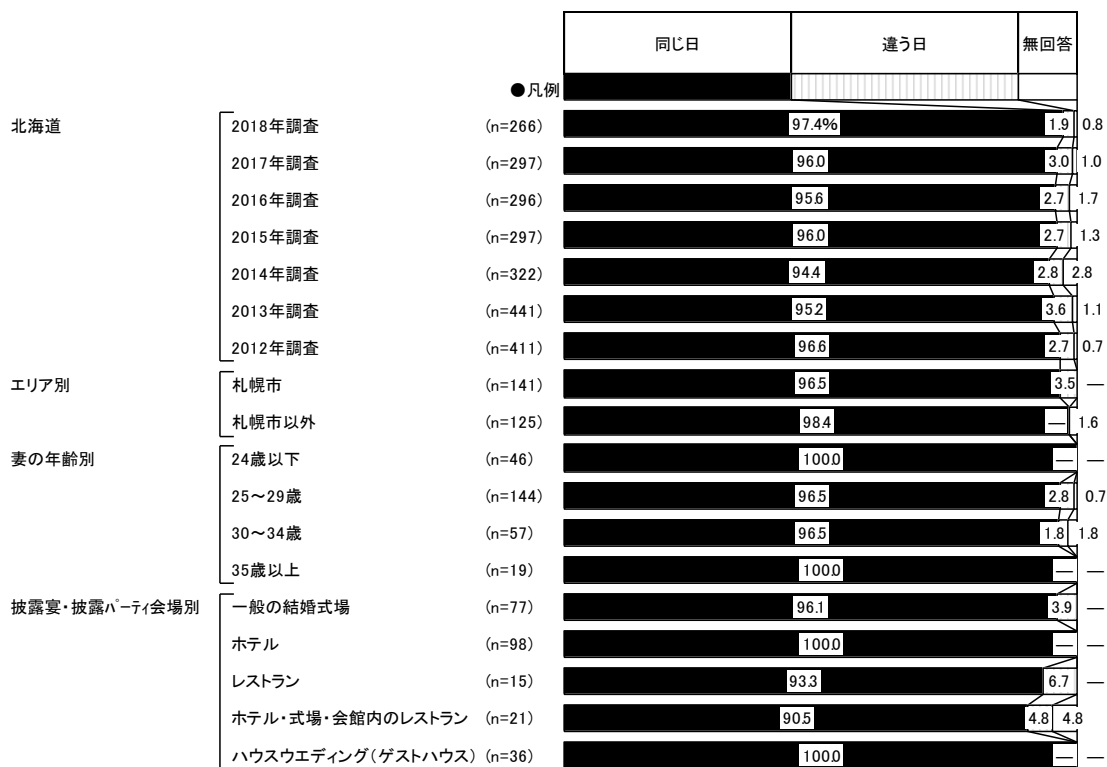 同じ日 違う日 無回答
●凡例
北海道 2018年調査 (n=266) 97.4% 1.9 0.8
2017年調査 (n=297) 96.0 3.0 1.0
2016年調査 (n=296) 95.6 2.7 1.7
2015年調査 (n=297) 96.0 2.7 1.3
2014年調査 (n=322) 94.4 2.8 2.8
2013年調査 (n=441) 95.2 3.6 1.1
2012年調査 (n=411) 96.6 2.7 0.7
エリア別 札幌市 (n=141) 96.5 3.5 —
札幌市以外 (n=125) 98.4 — 1.6
妻の年齢別 24歳以下 (n=46) 100.0 — —
25～29歳 (n=144) 96.5 2.8 0.7
30～34歳 (n=57) 96.5 1.8 1.8
35歳以上 (n=19) 100.0 — —
披露宴・披露パーティ会場別 一般の結婚式場 (n=77) 96.1 3.9 —
ホテル (n=98) 100.0 — —
レストラン (n=15) 93.3 6.7 —
ホテル・式場・会館内のレストラン (n=21) 90.5 4.8 4.8
ハウスウエディング(ゲストハウス) (n=36) 100.0 — —